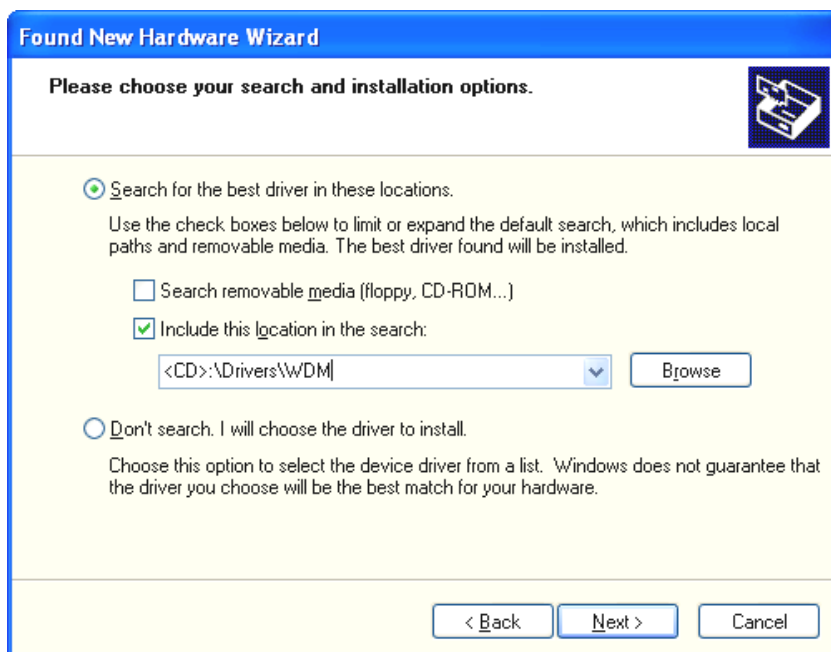 Found New Hardware Wizard
Please choose your search and installation options.
Search for the best driver in these locations.
Use the check boxes below to limit or expand the default search, which includes local
paths and removable media. The best driver found will be installed.
Search removable media (floppy, CD-ROM...)
Include this location in the search:
<CD>:\Drivers\WDM
Browse
Don't search. I will choose the driver to install.
Choose this option to select the device driver from a list. Windows does not guarantee that
the driver you choose will be the best match for your hardware.
< Back Next > Cancel